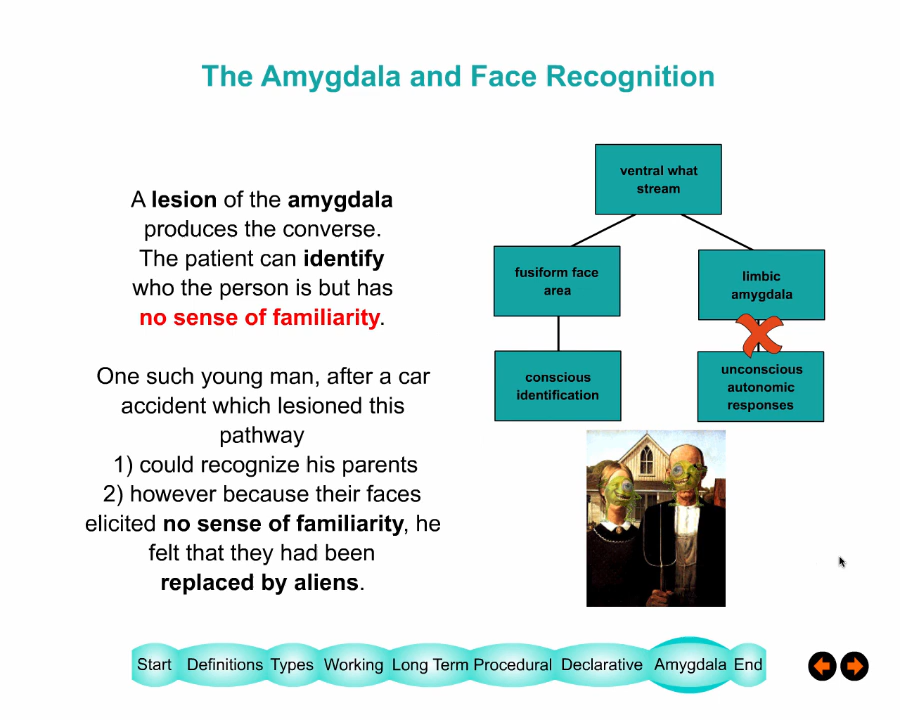 The Amygdala and Face Recognition
A lesion of the amygdala
produces the converse.
The patient can identify
who the person is but has
no sense of familiarity.
One such young man, after a car
accident which lesioned this
pathway
1) could recognize his parents
2) however because their faces
elicited no sense of familiarity, he
felt that they had been
replaced by aliens.
ventral what
stream
fusiform face
area
limbic
amygdala
conscious
identification
unconscious
autonomic
responses
Start Definitions Types Working Long Term Procedural Declarative Amygdala End